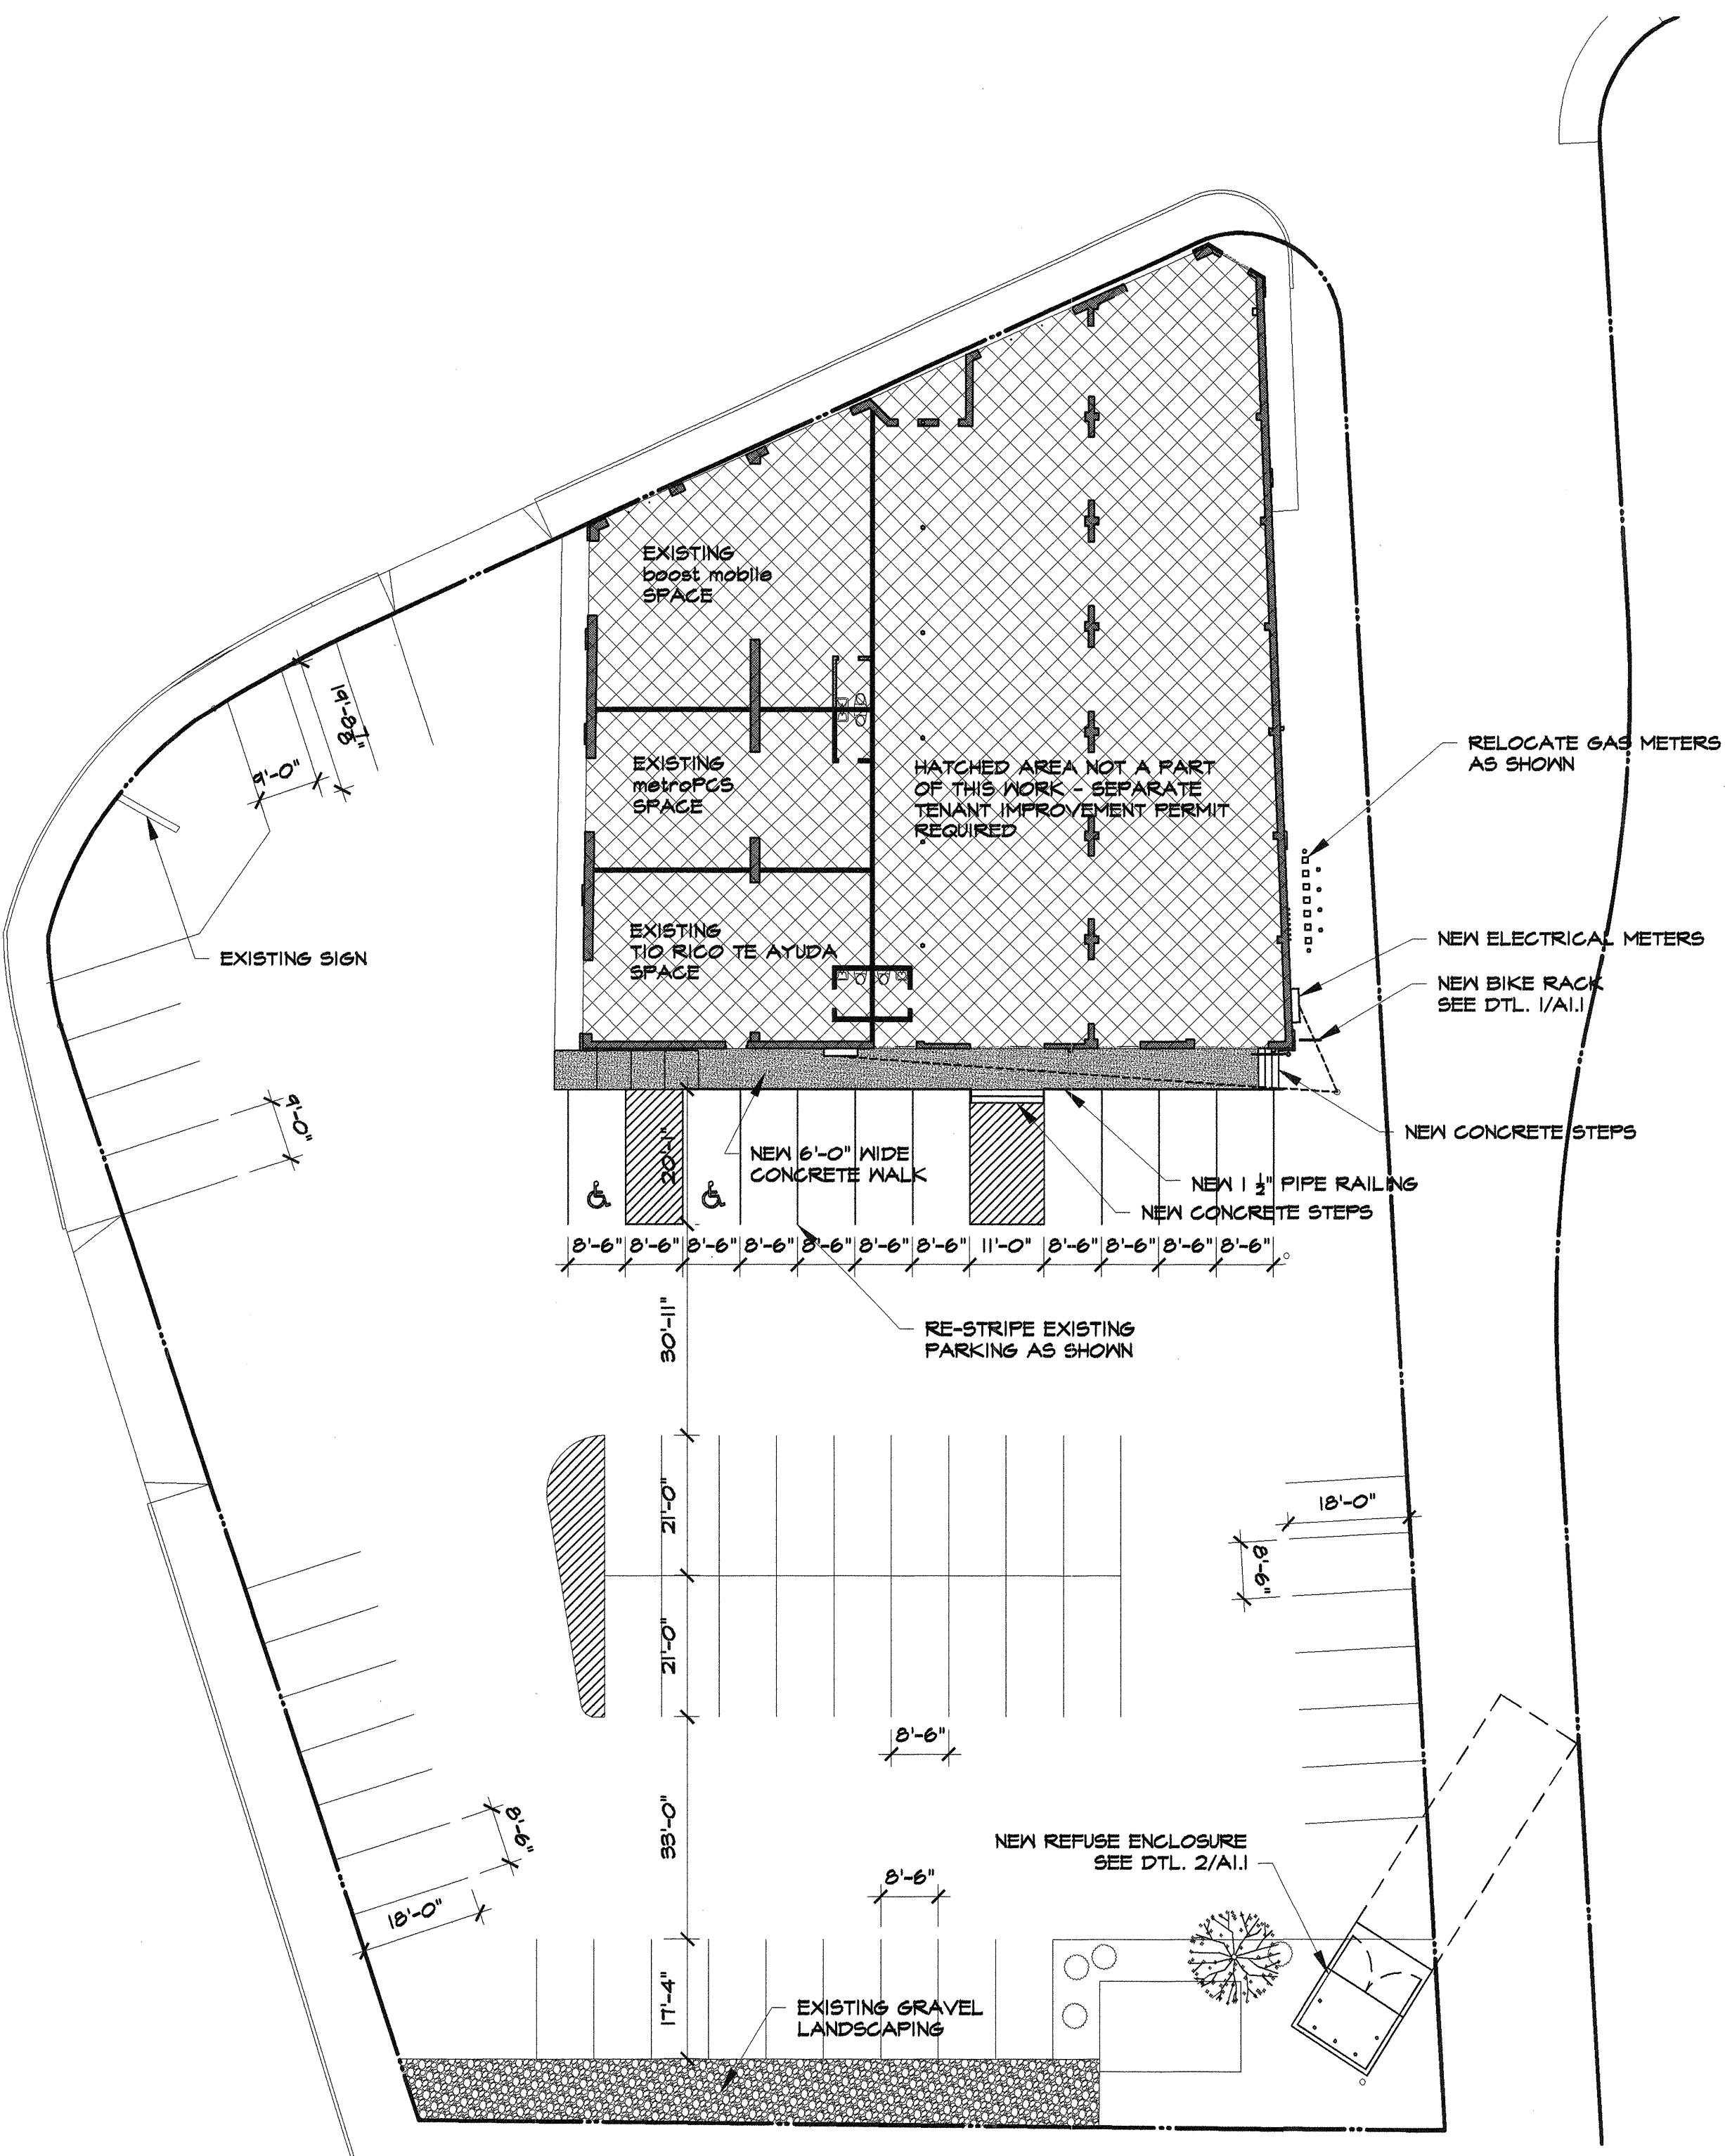 EXISTING
boost mobile
SPACE
19'-8 7/8"
9'-0"
RELOCATE GAS METERS
AS SHOWN
EXISTING
metroPCS
SPACE
HATCHED AREA NOT A PART
OF THIS WORK - SEPARATE
TENANT IMPROVEMENT PERMIT
REQUIRED
EXISTING
TIO RICO TE AYUDA
SPACE
EXISTING SIGN
NEW ELECTRICAL METERS
NEW BIKE RACK
SEE DTL. 1/A1.1
9'-0"
20'-1"
NEW 6'-0" WIDE
CONCRETE WALK
NEW CONCRETE STEPS
NEW 1 1/2" PIPE RAILING
NEW CONCRETE STEPS
8'-6" 8'-6" 8'-6" 8'-6" 8'-6" 8'-6" 8'-6" 11'-0" 8'-6" 8'-6" 8'-6" 8'-6"
30'-11"
RE-STRIPE EXISTING
PARKING AS SHOWN
21'-0"
18'-0"
8'-6"
21'-0"
8'-6"
33'-0"
8'-6"
NEW REFUSE ENCLOSURE
SEE DTL. 2/A1.1
8'-6"
18'-0"
17'-4"
EXISTING GRAVEL
LANDSCAPING